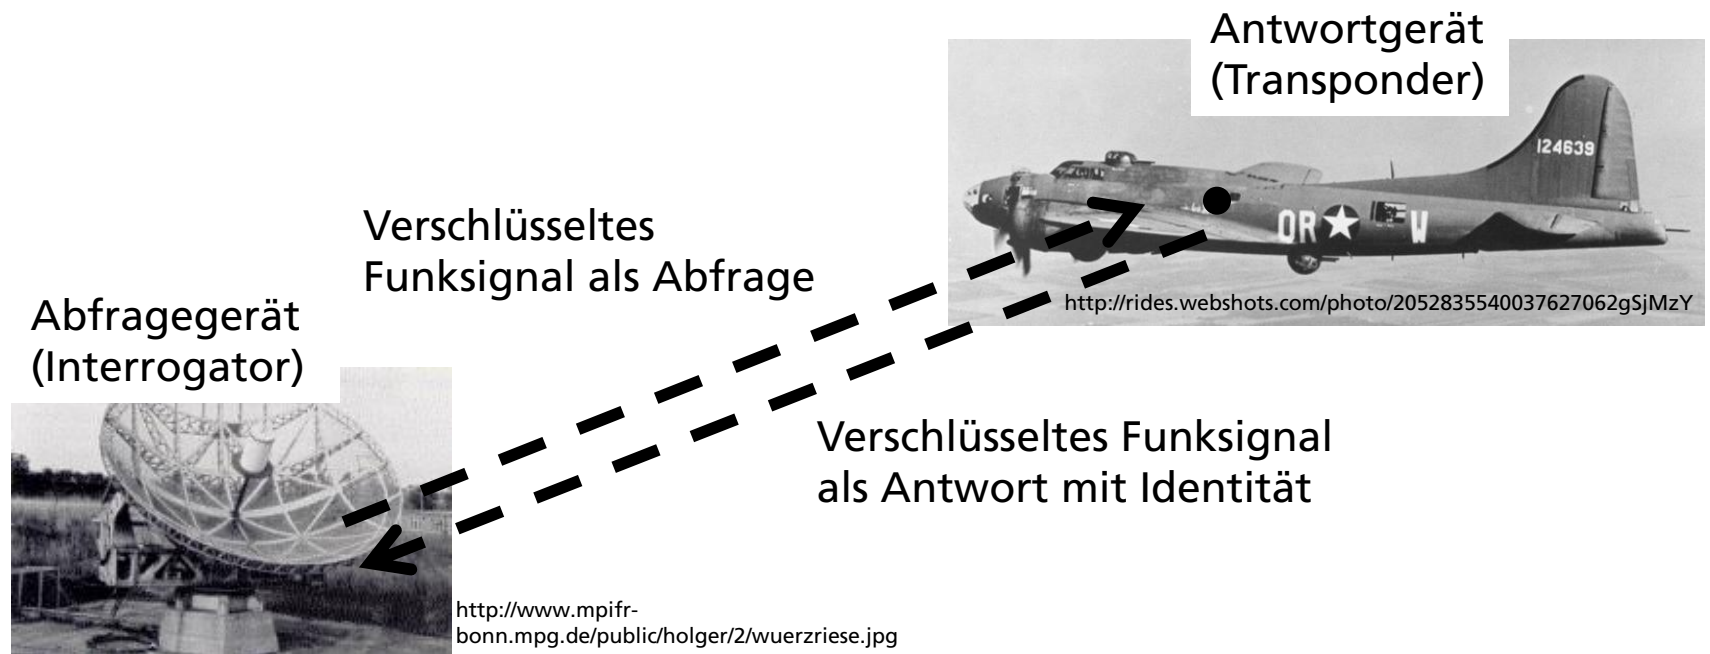 Antwortgerät
(Transponder)
124639
Verschlüsseltes
Funksignal als Abfrage
OR W
http://rides.webshots.com/photo/2052835540037627062gSjMzY
Abfragegerät
(Interrogator)
Verschlüsseltes Funksignal
als Antwort mit Identität
http://www.mpifr-
bonn.mpg.de/public/holger/2/wuerzriese.jpg